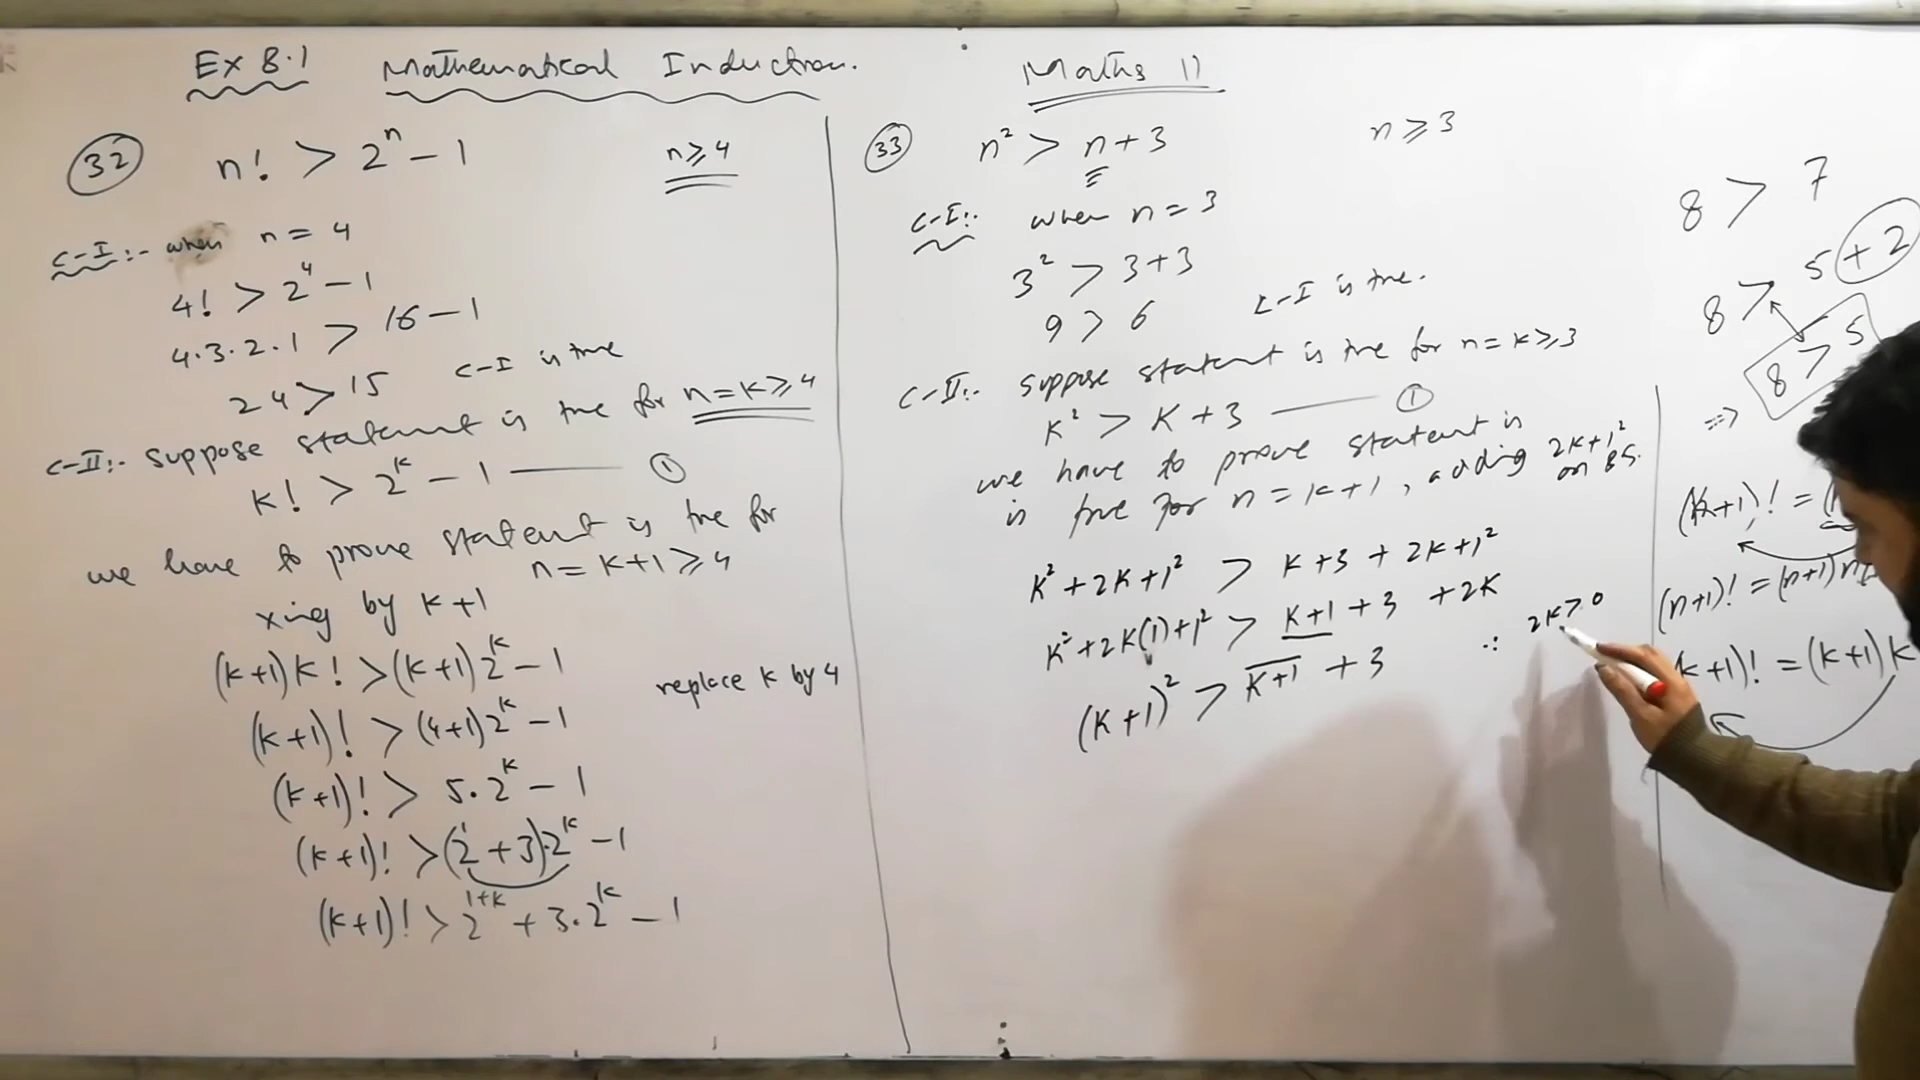 Ex 8.1 Mathematical Induction. Maths 11
32 n! > 2^n - 1 n ≥ 4
C-I:- when n = 4
4! > 2^4 - 1
4·3·2·1 > 16 - 1
24 > 15 C-I is true
C-II:- suppose statement is true for n = k ≥ 4
k! > 2^k - 1 —— ①
we have to prove statement is true for
n = k+1 ≥ 4
xing by k+1
(k+1)k! > (k+1)2^k - 1
replace k by 4
(k+1)! > (4+1)2^k - 1
(k+1)! > 5·2^k - 1
(k+1)! > (2^1 + 3)·2^k - 1
(k+1)! > 2^(1+k) + 3·2^k - 1
33 n² > n + 3 n ≥ 3
C-I:- when n = 3
3² > 3+3
9 > 6 C-I is true.
C-II:- suppose statement is true for n = k ≥ 3
k² > k + 3 —— ①
we have to prove statement is
is true for n = k+1, adding 2k+1² on B.S.
k² + 2k + 1² > k + 3 + 2k + 1²
k² + 2k(1) + 1² > k+1 + 3 + 2k
(k+1)² > k+1 + 3 ∵ 2k > 0
8 > 7
8 > 5 + 2
⇒ 8 > 5
(k+1)! =
(n+1)! = (n+1)n
(k+1)! = (k+1)k